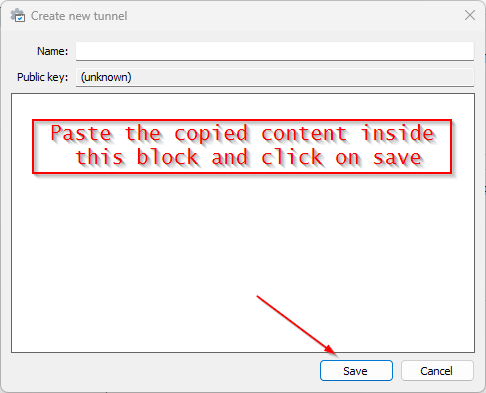 Create new tunnel
Name:
Public key: (unknown)
Paste the copied content inside
this block and click on save
Save Cancel